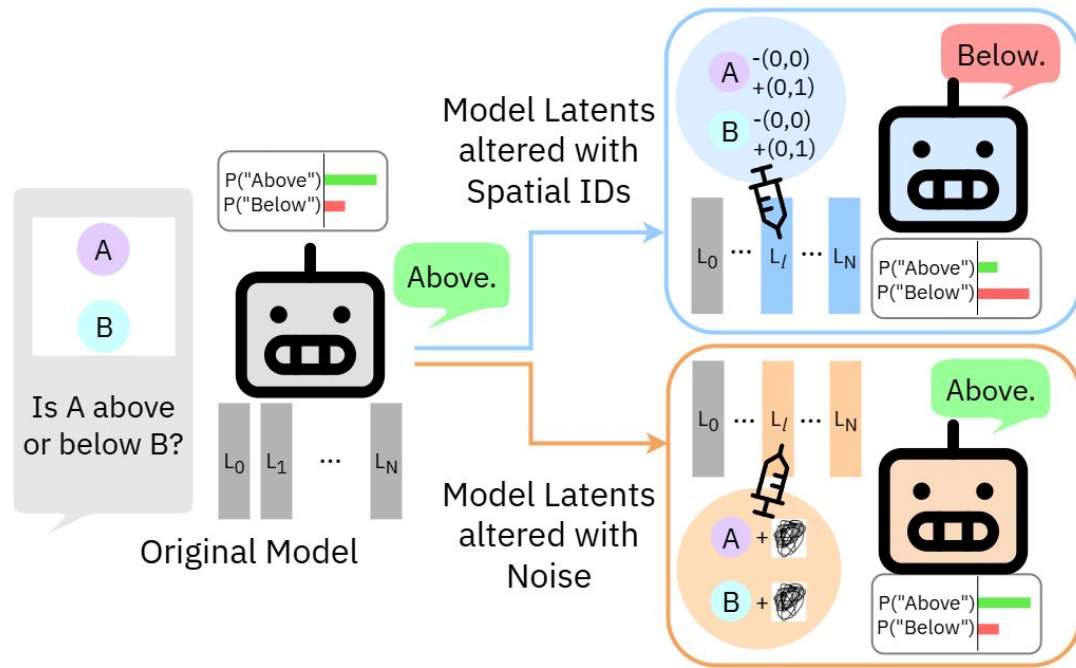 A
B
Is A above
or below B?
P("Above")
P("Below")
Above.
L0 L1 ... LN
Original Model
Model Latents
altered with
Spatial IDs
A -(0,0)
+(0,1)
B -(0,0)
+(0,1)
L0 ... Ll ... LN
Below.
P("Above")
P("Below")
Model Latents
altered with
Noise
L0 ... Ll ... LN
A +
B +
Above.
P("Above")
P("Below")